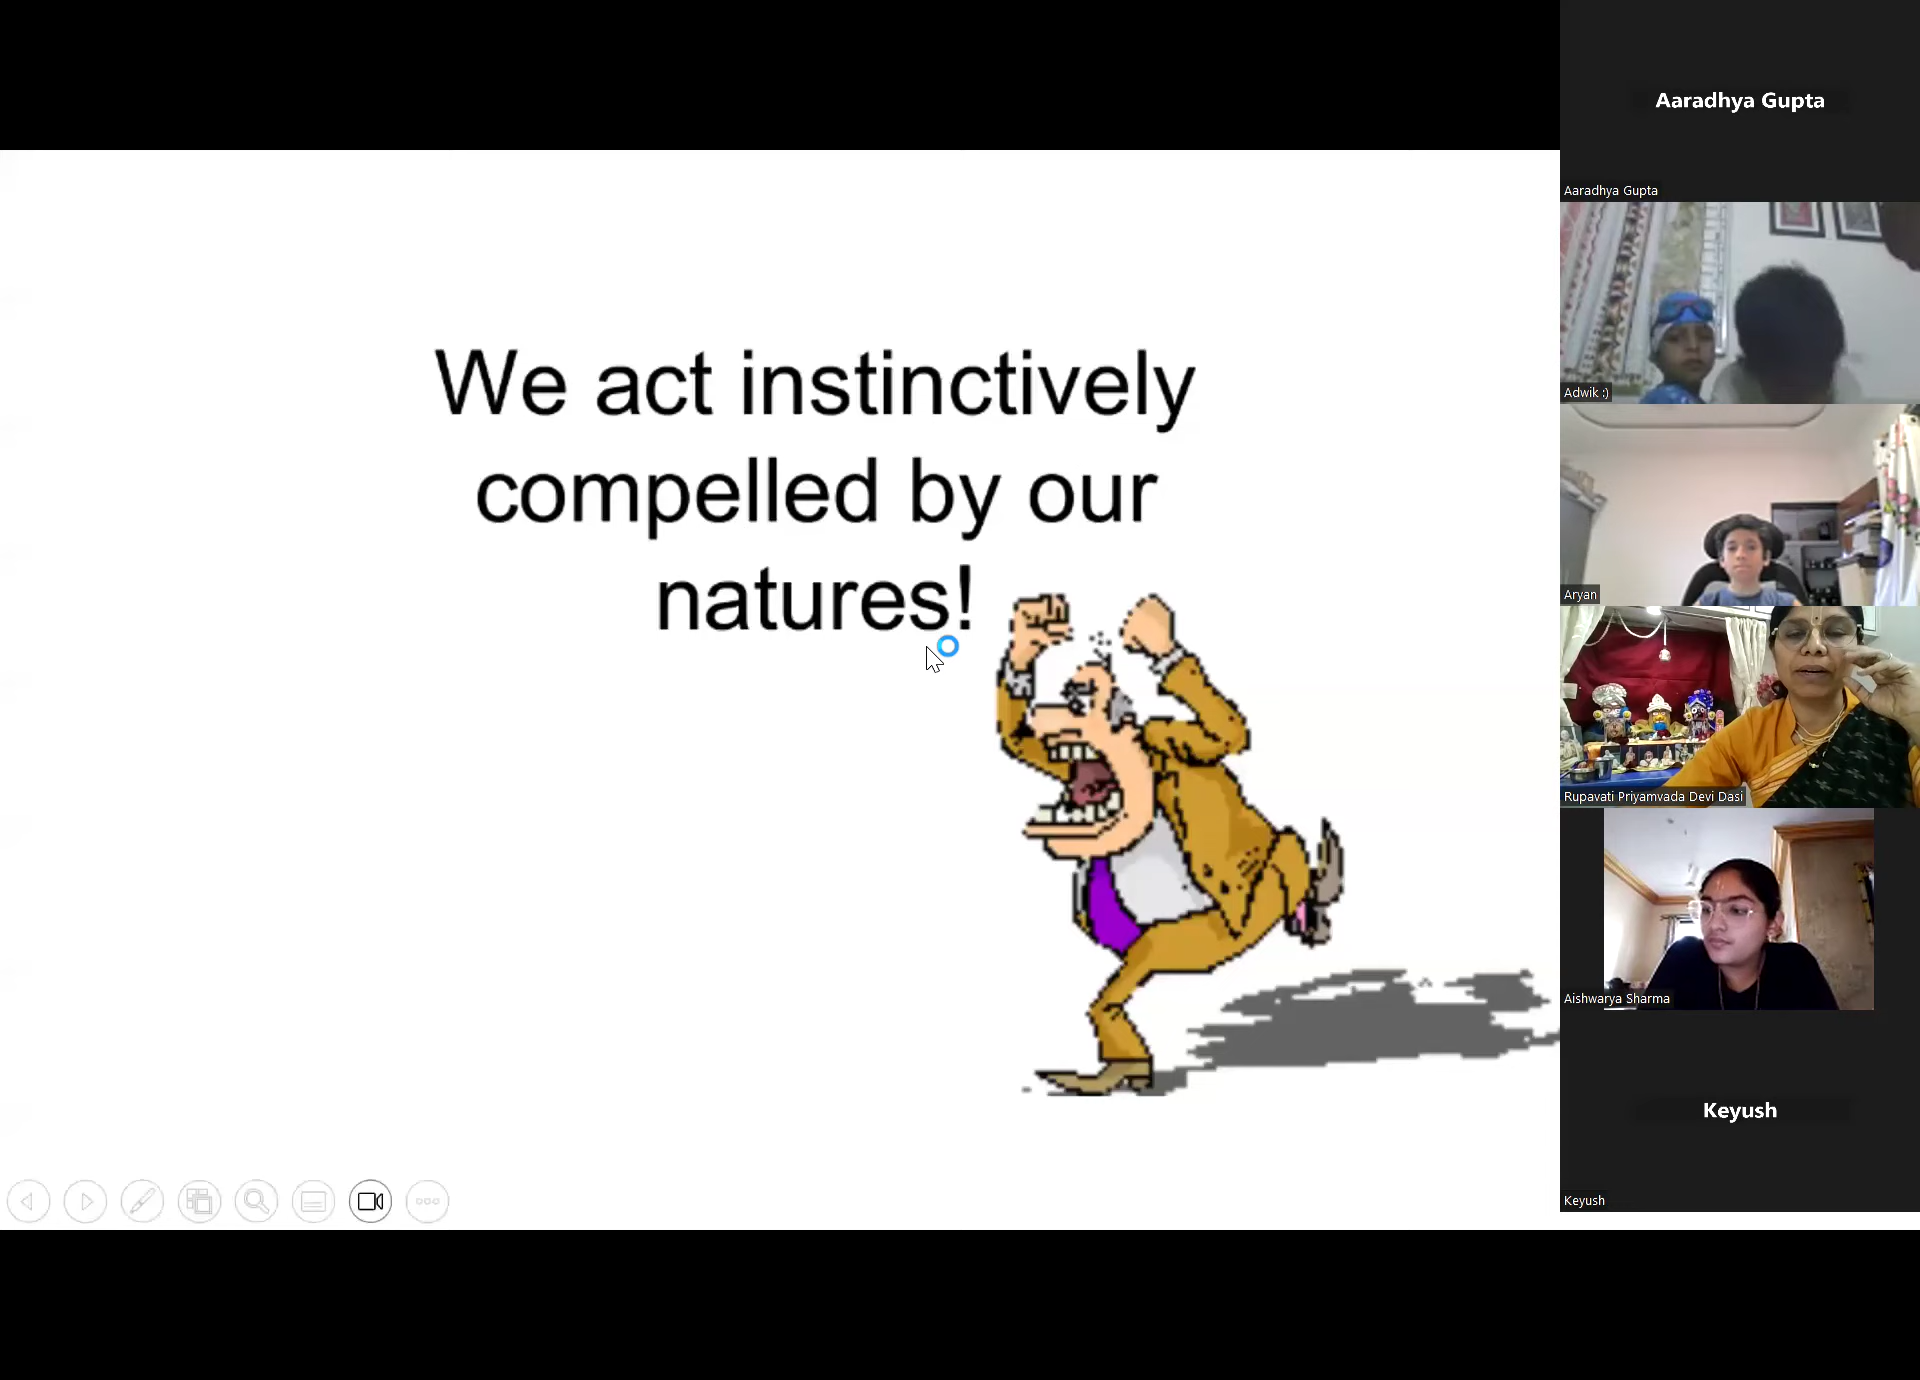 We act instinctively
compelled by our
natures!
Aaradhya Gupta
Aaradhya Gupta
Adwik :)
Aryan
Rupavati Priyamvada Devi Dasi
Aishwarya Sharma
Keyush
Keyush